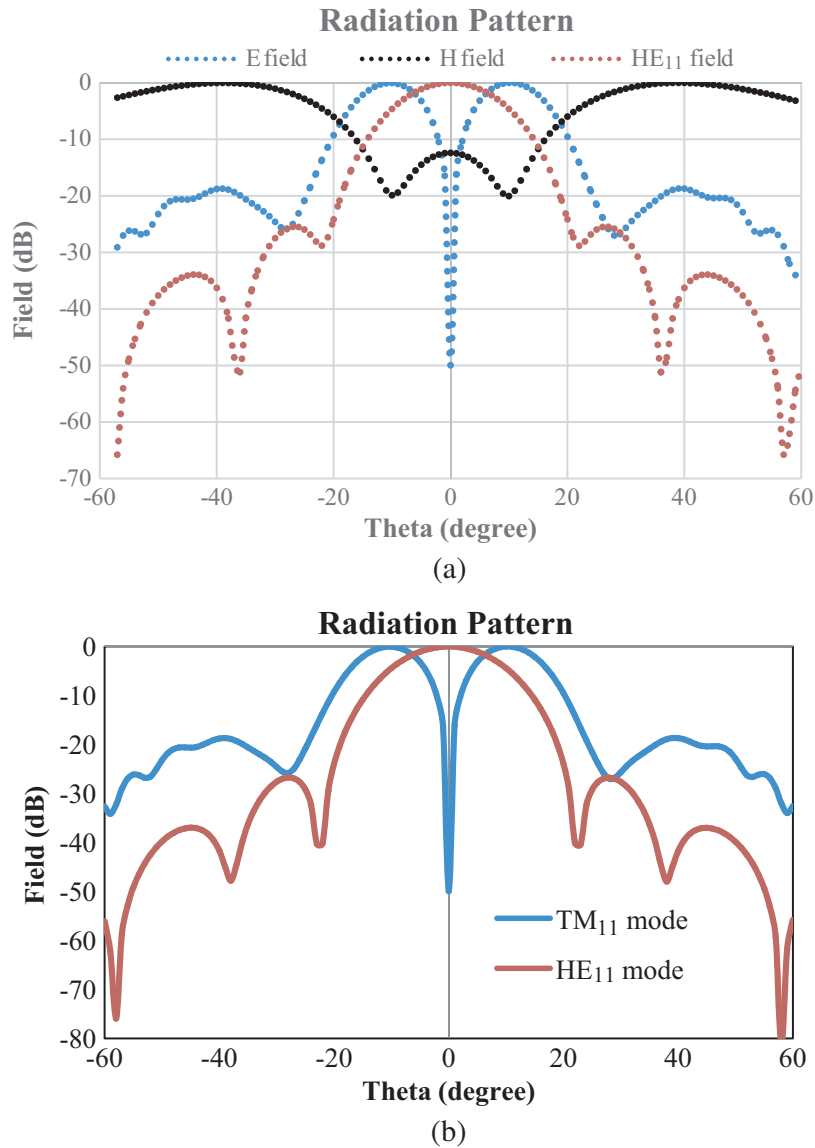 Radiation Pattern
E field H field HE₁₁ field
0
-10
-20
-30
-40
-50
-60
-70
Field (dB)
-60 -40 -20 0 20 40 60
Theta (degree)
(a)
Radiation Pattern
0
-10
-20
-30
-40
-50
-60
-70
-80
Field (dB)
TM₁₁ mode
HE₁₁ mode
-60 -40 -20 0 20 40 60
Theta (degree)
(b)